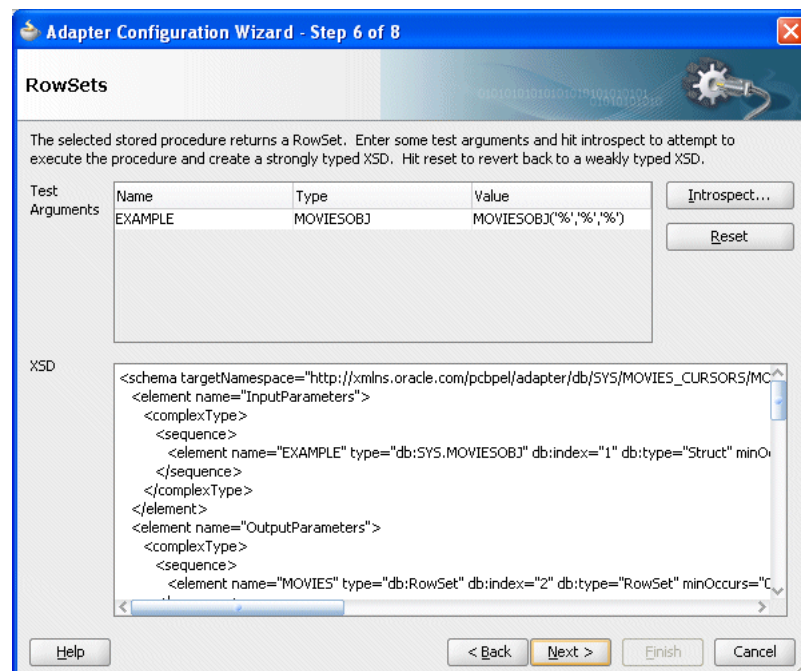 Adapter Configuration Wizard - Step 6 of 8
RowSets
The selected stored procedure returns a RowSet. Enter some test arguments and hit introspect to attempt to
execute the procedure and create a strongly typed XSD. Hit reset to revert back to a weakly typed XSD.
Test Arguments
Name Type Value
EXAMPLE MOVIESOBJ MOVIESOBJ('%','%','%')
Introspect...
Reset
XSD
<schema targetNamespace="http://xmlns.oracle.com/pcbpel/adapter/db/SYS/MOVIES_CURSORS/MO
<element name="InputParameters">
<complexType>
<sequence>
<element name="EXAMPLE" type="db:SYS.MOVIESOBJ" db:index="1" db:type="Struct" minO
</sequence>
</complexType>
</element>
<element name="OutputParameters">
<complexType>
<sequence>
<element name="MOVIES" type="db:RowSet" db:index="2" db:type="RowSet" minOccurs="0
Help
< Back
Next >
Finish
Cancel